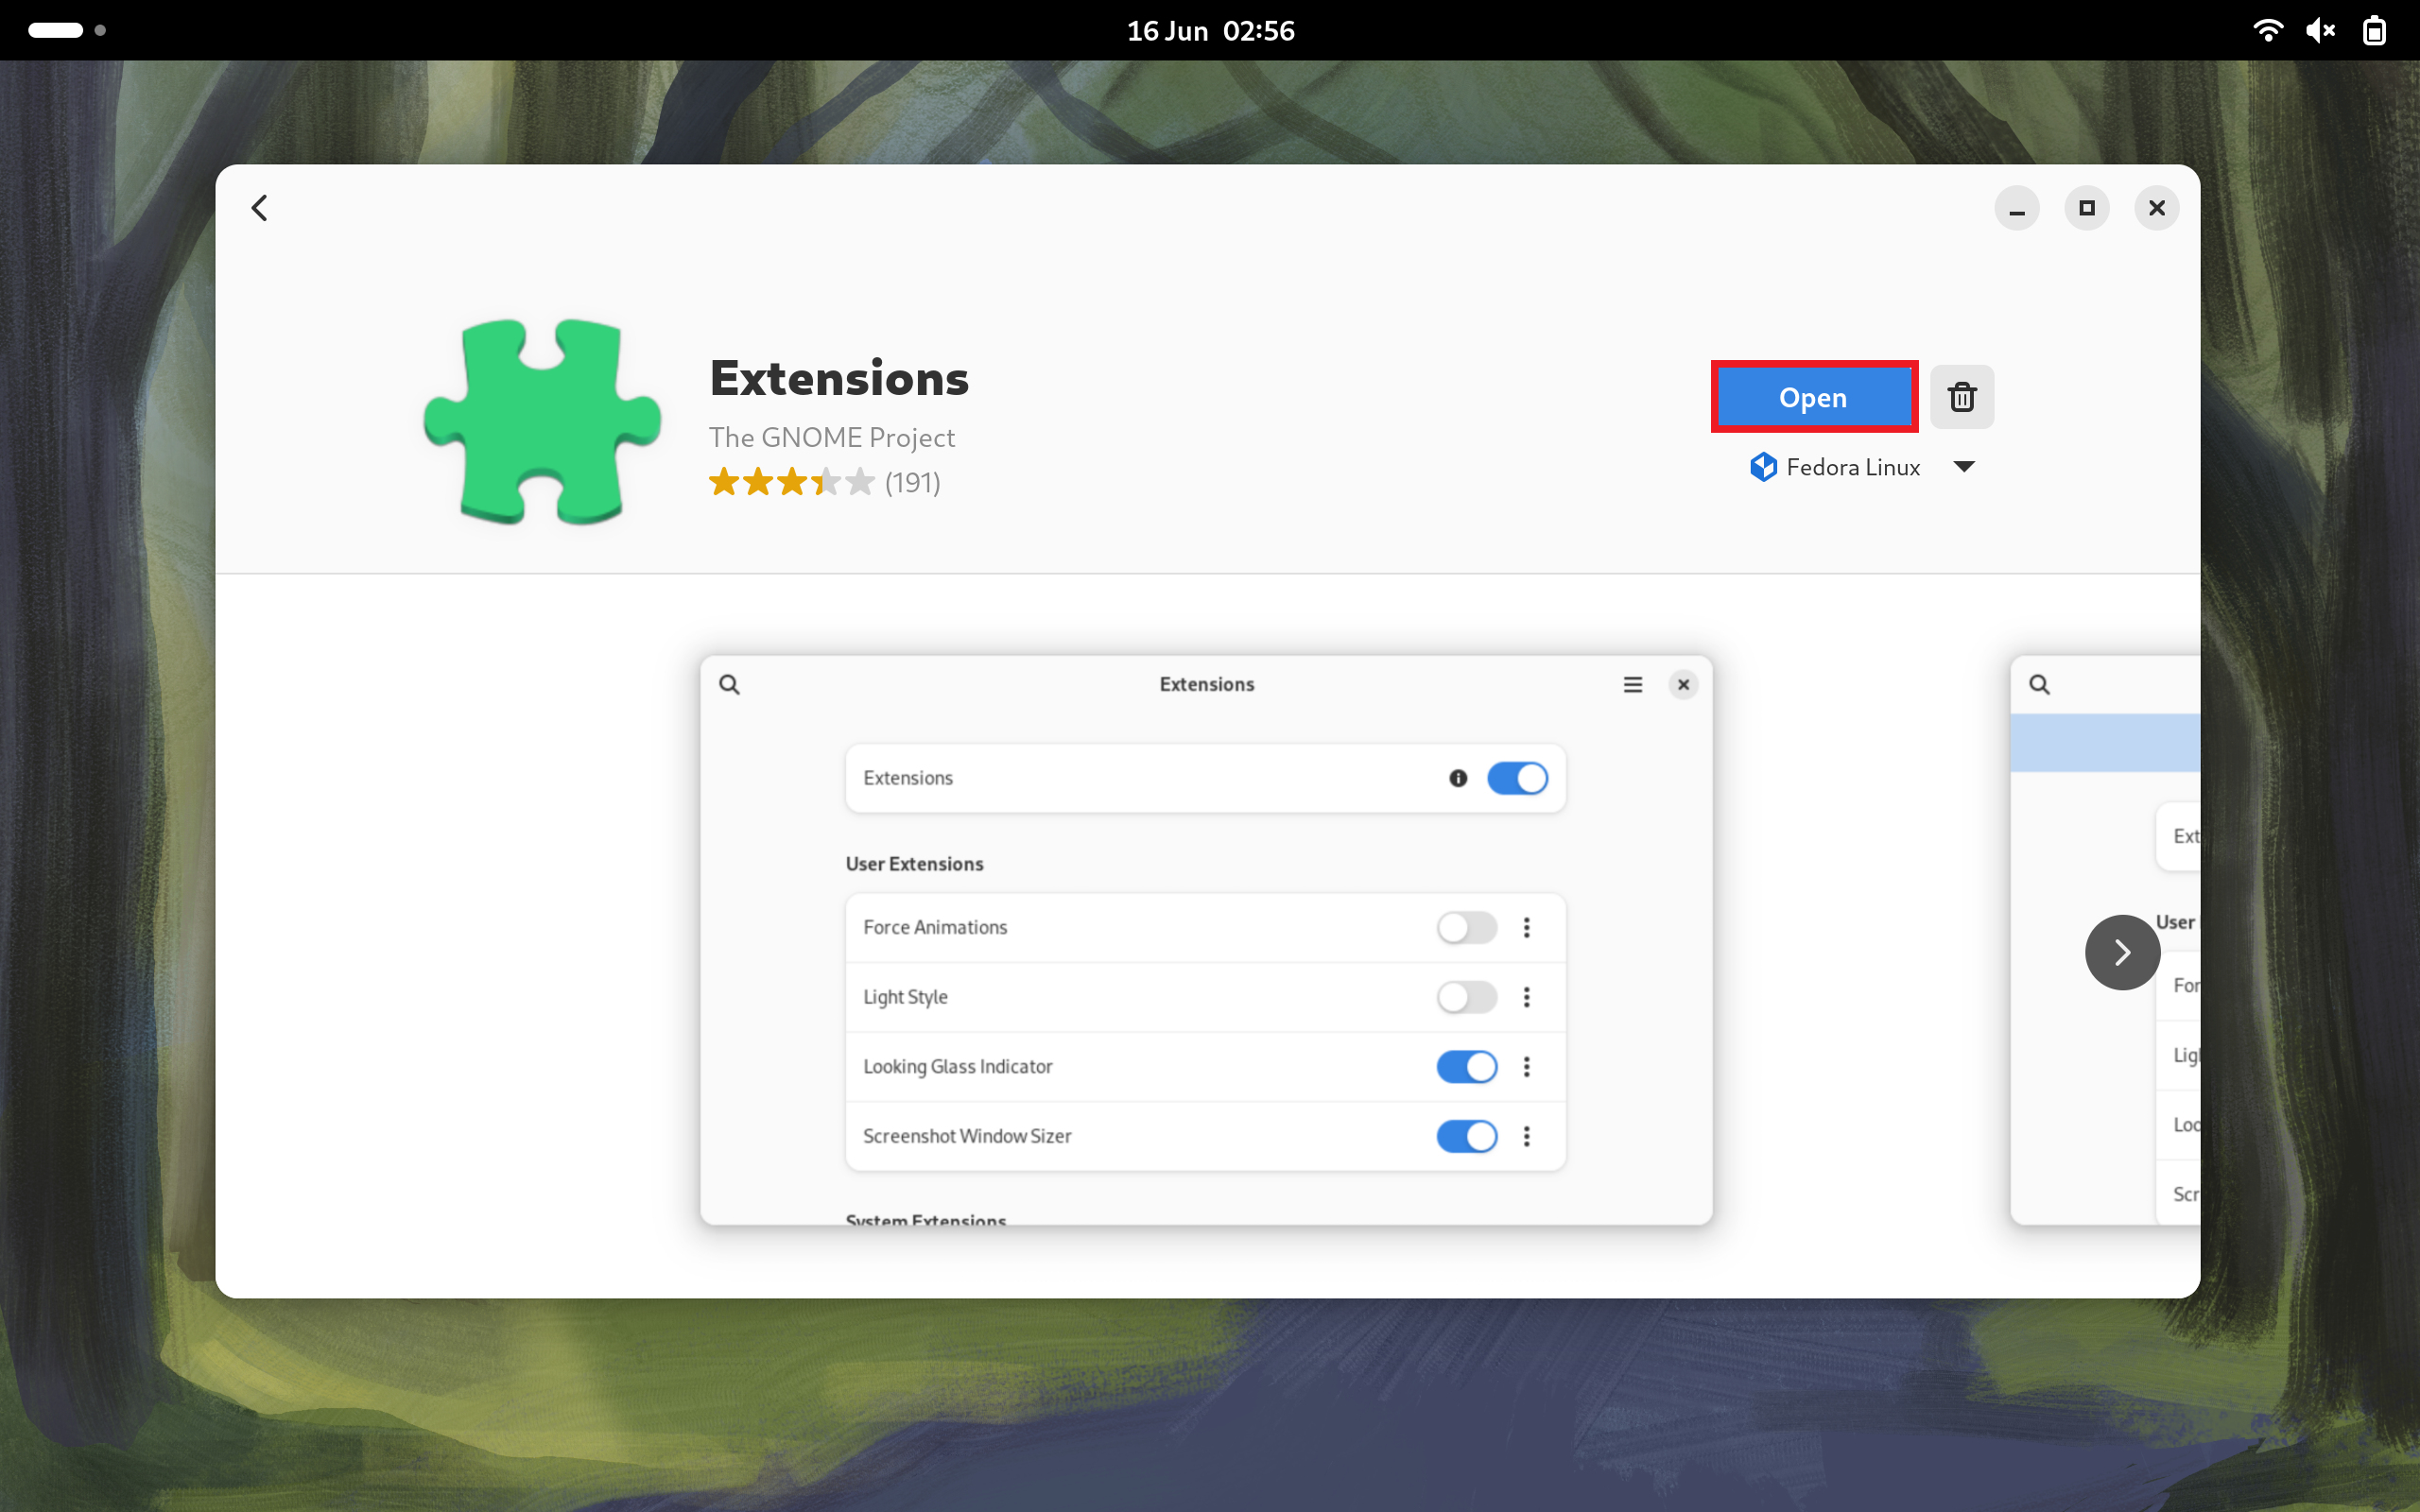 16 Jun 02:56
Extensions
The GNOME Project
(191)
Open
Fedora Linux
Extensions
Extensions
User Extensions
Force Animations
Light Style
Looking Glass Indicator
Screenshot Window Sizer
System Extensions
Ext
User
For
Lig
Loo
Scr